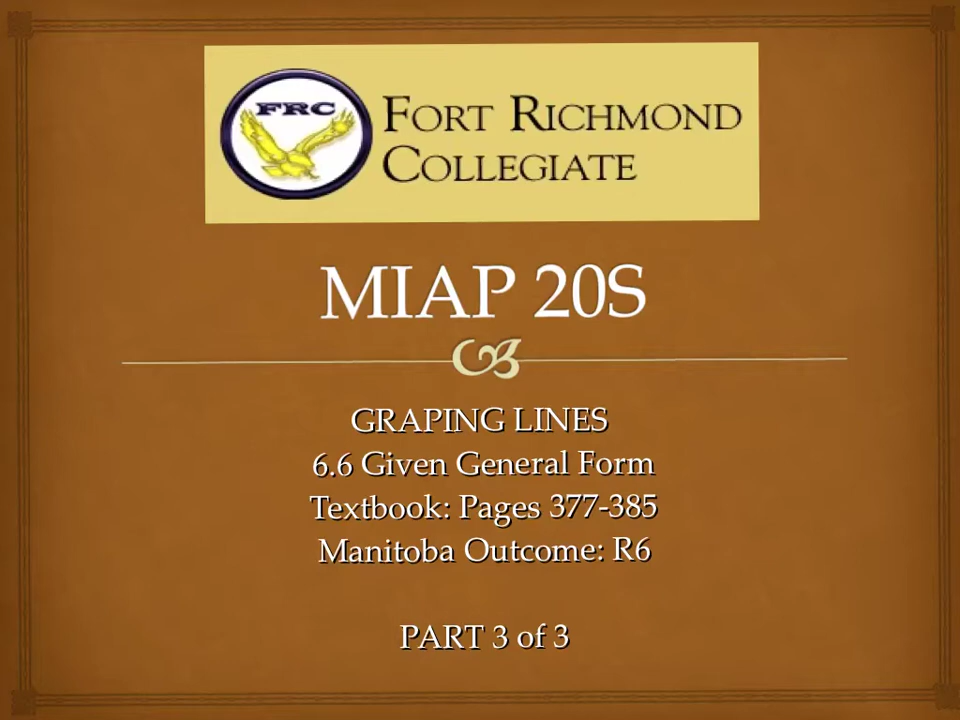 FRC
FORT RICHMOND
COLLEGIATE
MIAP 20S
GRAPING LINES
6.6 Given General Form
Textbook: Pages 377-385
Manitoba Outcome: R6
PART 3 of 3